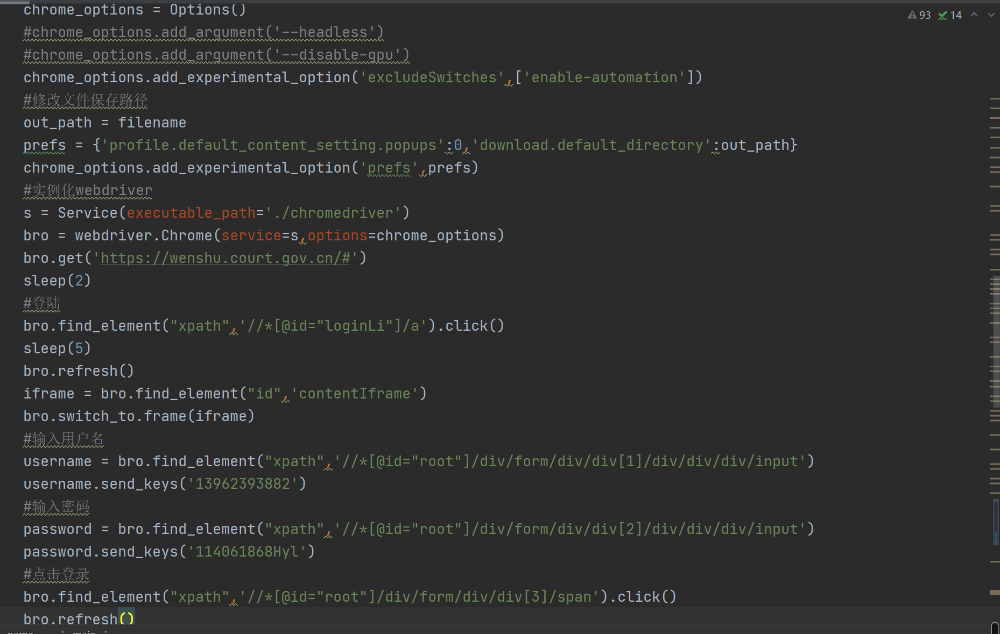 chrome_options = Options()
93 14
#chrome_options.add_argument('--headless')
#chrome_options.add_argument('--disable-gpu')
chrome_options.add_experimental_option('excludeSwitches',['enable-automation'])
#修改文件保存路径
out_path = filename
prefs = {'profile.default_content_setting.popups':0,'download.default_directory':out_path}
chrome_options.add_experimental_option('prefs',prefs)
#实例化webdriver
s = Service(executable_path='./chromedriver')
bro = webdriver.Chrome(service=s,options=chrome_options)
bro.get('https://wenshu.court.gov.cn/#')
sleep(2)
#登陆
bro.find_element("xpath",'//*[@id="loginLi"]/a').click()
sleep(5)
bro.refresh()
iframe = bro.find_element("id",'contentIframe')
bro.switch_to.frame(iframe)
#输入用户名
username = bro.find_element("xpath",'//*[@id="root"]/div/form/div/div[1]/div/div/div/input')
username.send_keys('13962393882')
#输入密码
password = bro.find_element("xpath",'//*[@id="root"]/div/form/div/div[2]/div/div/div/input')
password.send_keys('114061868Hyl')
#点击登录
bro.find_element("xpath",'//*[@id="root"]/div/form/div/div[3]/span').click()
bro.refresh()